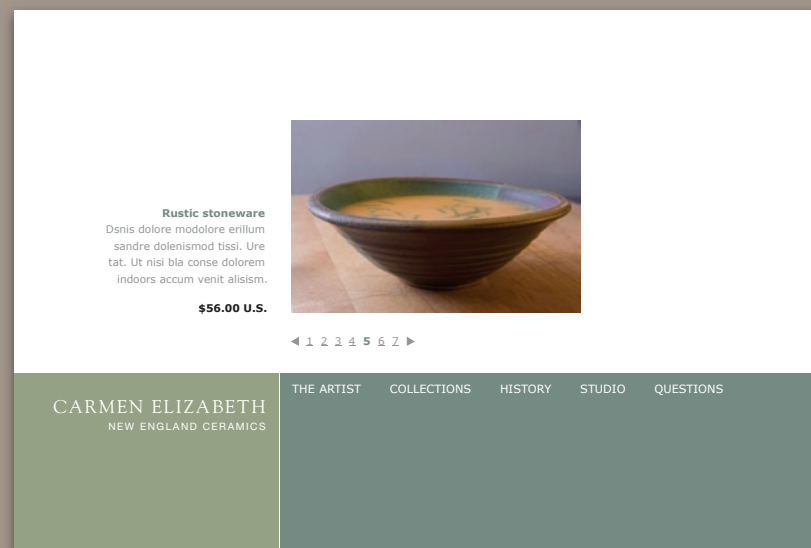 Rustic stoneware
Dsnis dolore modolore erillum
sandre dolenismod tissi. Ure
tat. Ut nisi bla conse dolorem
indoors accum venit alisism.
$56.00 U.S.
◀ 1 2 3 4 5 6 7 ▶
THE ARTIST COLLECTIONS HISTORY STUDIO QUESTIONS
CARMEN ELIZABETH
NEW ENGLAND CERAMICS